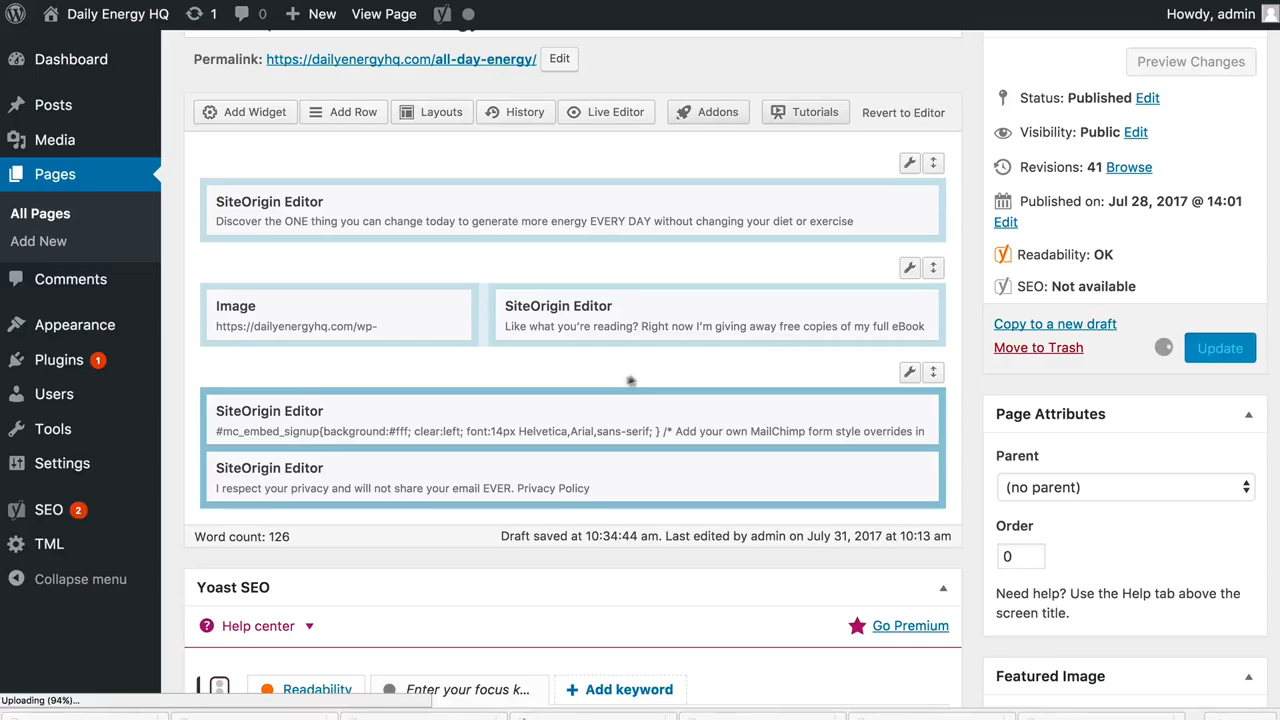 Daily Energy HQ
1
0
New
View Page
Howdy, admin
Dashboard
Posts
Media
Pages
All Pages
Add New
Comments
Appearance
Plugins 1
Users
Tools
Settings
SEO 2
TML
Collapse menu
Permalink: https://dailyenergyhq.com/all-day-energy/ Edit
Add Widget
Add Row
Layouts
History
Live Editor
Addons
Tutorials
Revert to Editor
SiteOrigin Editor
Discover the ONE thing you can change today to generate more energy EVERY DAY without changing your diet or exercise
Image
https://dailyenergyhq.com/wp-
SiteOrigin Editor
Like what you're reading? Right now I'm giving away free copies of my full eBook
SiteOrigin Editor
#mc_embed_signup{background:#fff; clear:left; font:14px Helvetica,Arial,sans-serif; } /* Add your own MailChimp form style overrides in
SiteOrigin Editor
I respect your privacy and will not share your email EVER. Privacy Policy
Word count: 126
Draft saved at 10:34:44 am. Last edited by admin on July 31, 2017 at 10:13 am
Yoast SEO
Help center
Go Premium
Readability
Enter your focus k...
Add keyword
Preview Changes
Status: Published Edit
Visibility: Public Edit
Revisions: 41 Browse
Published on: Jul 28, 2017 @ 14:01
Edit
Readability: OK
SEO: Not available
Copy to a new draft
Move to Trash
Update
Page Attributes
Parent
(no parent)
Order
0
Need help? Use the Help tab above the
screen title.
Featured Image
Uploading (94%)...